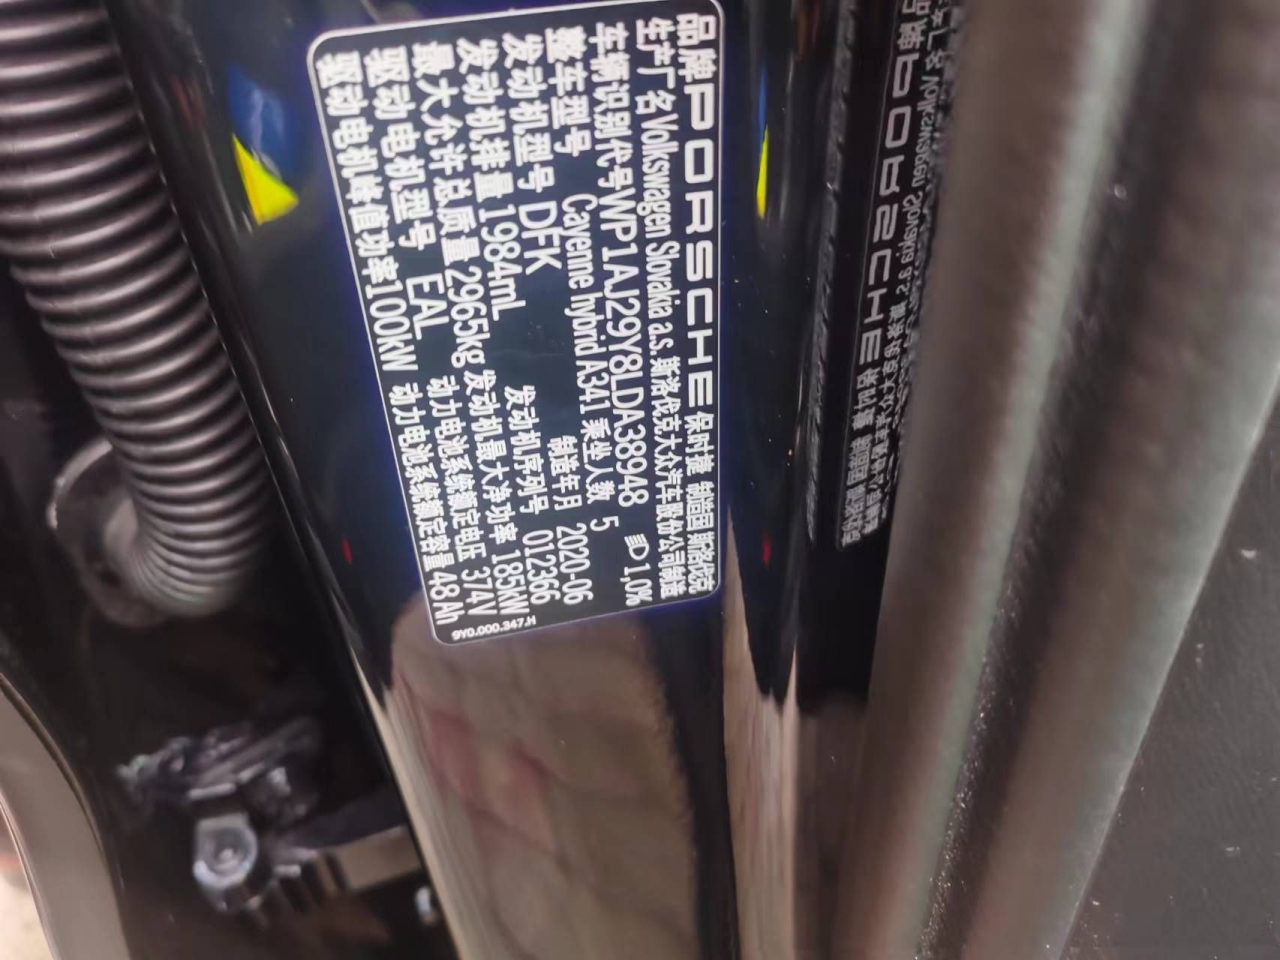 品牌 PORSCHE 保时捷 制造国 斯洛伐克
生产厂名 Volkswagen Slovakia a.s. 斯洛伐克大众汽车股份公司制造
车辆识别代号 WP1AJ29Y8LDA38948 1,0%
整车型号 Cayenne hybrid A341 乘坐人数 5
制造年月 2020-06
发动机型号 DFK 发动机序列号 012366
发动机排量 1984mL 发动机最大净功率 185kW
最大允许总质量 2965kg 动力电池系统额定电压 374V
驱动电机型号 EAL 动力电池系统额定容量 48Ah
驱动电机峰值功率 100kW
9Y0.000.347.H